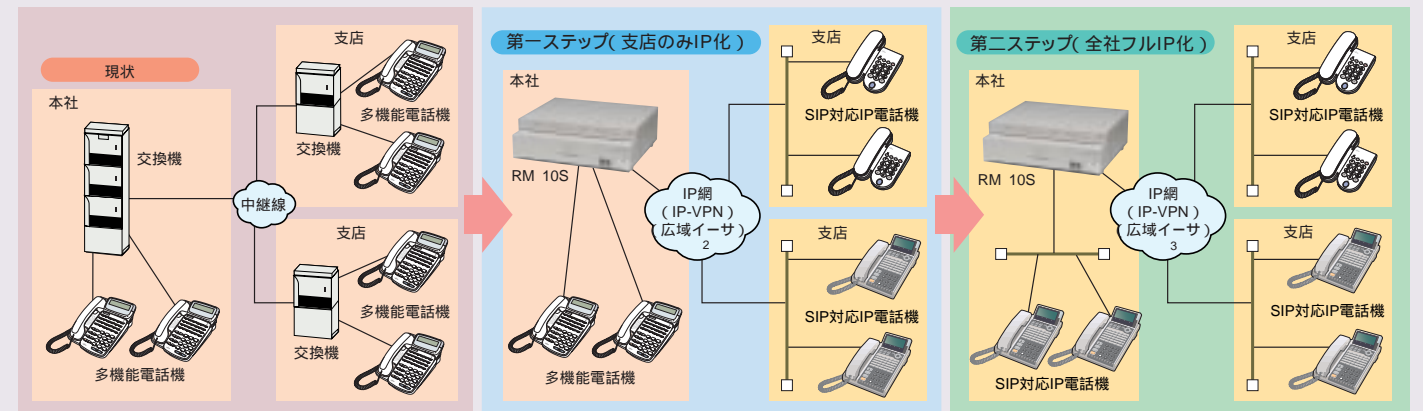 現状
本社
交換機
多機能電話機
中継線
支店
多機能電話機
交換機
支店
多機能電話機
交換機
第一ステップ(支店のみIP化)
本社
RM 10S
多機能電話機
IP網
(IP-VPN)
広域イーサ)
2
支店
SIP対応IP電話機
支店
SIP対応IP電話機
第二ステップ(全社フルIP化)
本社
RM 10S
SIP対応IP電話機
IP網
(IP-VPN)
広域イーサ)
3
支店
SIP対応IP電話機
支店
SIP対応IP電話機